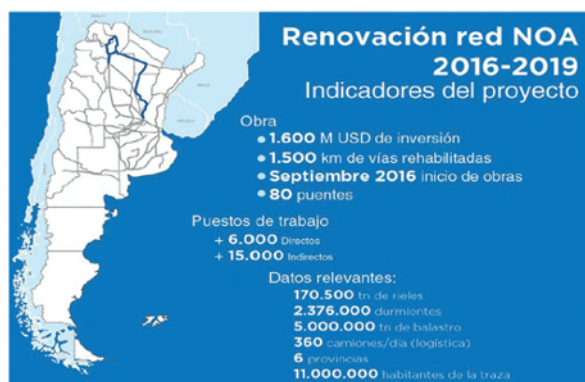 Renovación red NOA
2016-2019
Indicadores del proyecto
Obra
1.600 M USD de inversión
1.500 km de vías rehabilitadas
Septiembre 2016 inicio de obras
80 puentes
Puestos de trabajo
+ 6.000 Directos
+ 15.000 Indirectos
Datos relevantes:
170.500 tn de rieles
2.376.000 durmientes
5.000.000 tn de balastro
360 camiones/día (logística)
6 provincias
11.000.000 habitantes de la traza